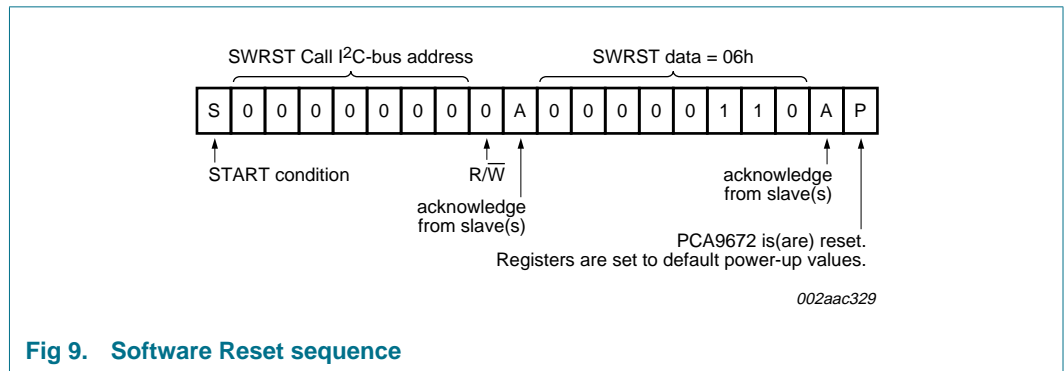 SWRST Call I2C-bus address SWRST data = 06h
S 0 0 0 0 0 0 0 0 A 0 0 0 0 0 1 1 0 A P
START condition R/W acknowledge
acknowledge from slave(s)
from slave(s)
PCA9672 is(are) reset.
Registers are set to default power-up values.
002aac329
Fig 9. Software Reset sequence